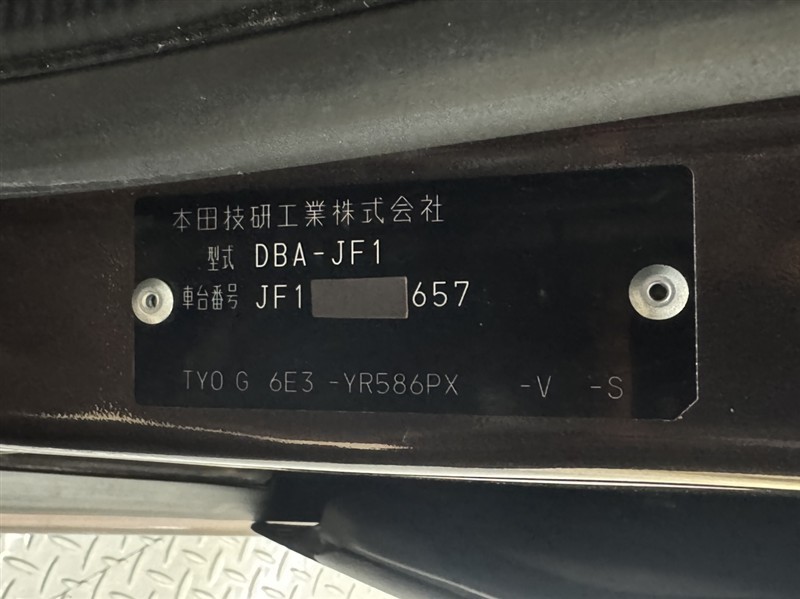 本田技研工業株式会社
型式 DBA-JF1
車台番号 JF1 657
TYO G 6E3 -YR586PX -V -S